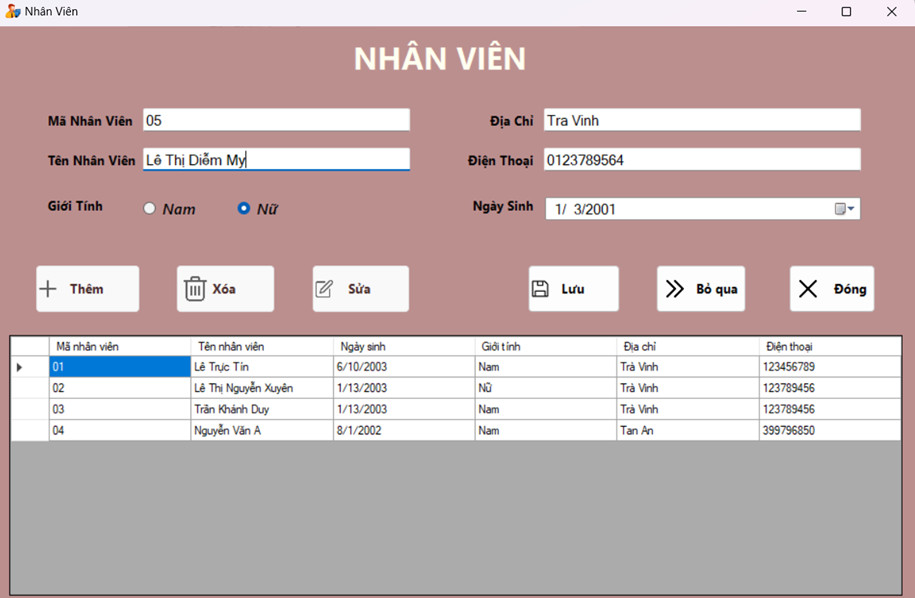 Nhân Viên
NHÂN VIÊN
Mã Nhân Viên 05 Địa Chỉ Tra Vinh
Tên Nhân Viên Lê Thị Diễm My Điện Thoại 0123789564
Giới Tính Nam Nữ Ngày Sinh 1/ 3/2001
Thêm Xóa Sửa Lưu Bỏ qua Đóng
Mã nhân viên Tên nhân viên Ngày sinh Giới tính Địa chỉ Điện thoại
01 Lê Trực Tín 6/10/2003 Nam Trà Vinh 123456789
02 Lê Thị Nguyễn Xuyên 1/13/2003 Nữ Trà Vinh 123789456
03 Trần Khánh Duy 1/13/2003 Nam Trà Vinh 123789456
04 Nguyễn Văn A 8/1/2002 Nam Tan An 399796850